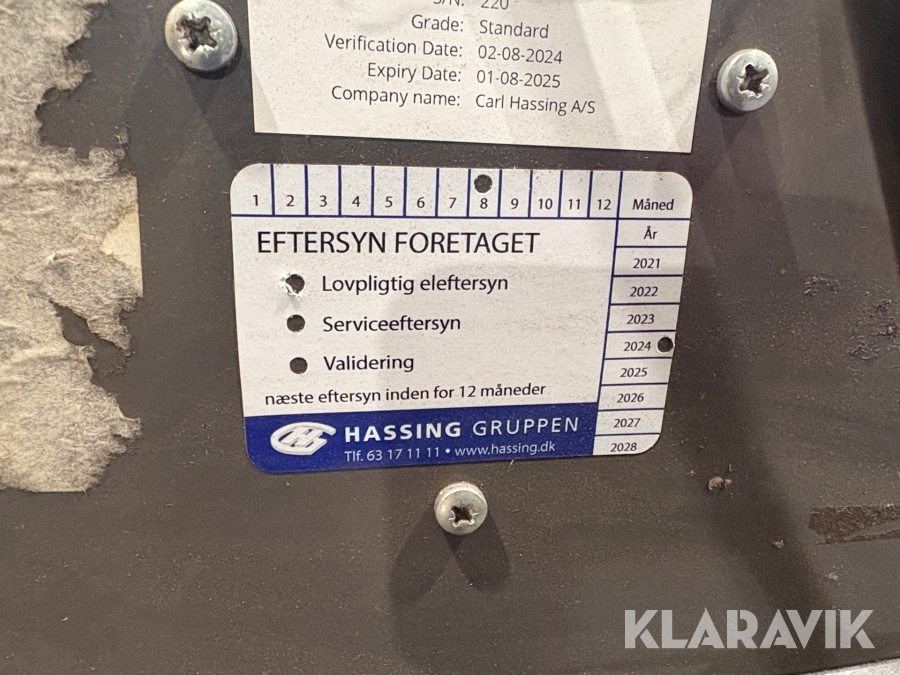 S/N: 220
Grade: Standard
Verification Date: 02-08-2024
Expiry Date: 01-08-2025
Company name: Carl Hassing A/S
1 2 3 4 5 6 7 8 9 10 11 12 Måned
År
EFTERSYN FORETAGET
2021
Lovpligtig eleftersyn
2022
Serviceeftersyn
2023
2024
Validering
2025
næste eftersyn inden for 12 måneder
2026
HASSING GRUPPEN
2027
Tlf. 63 17 11 11 • www.hassing.dk
2028
KLARAVIK